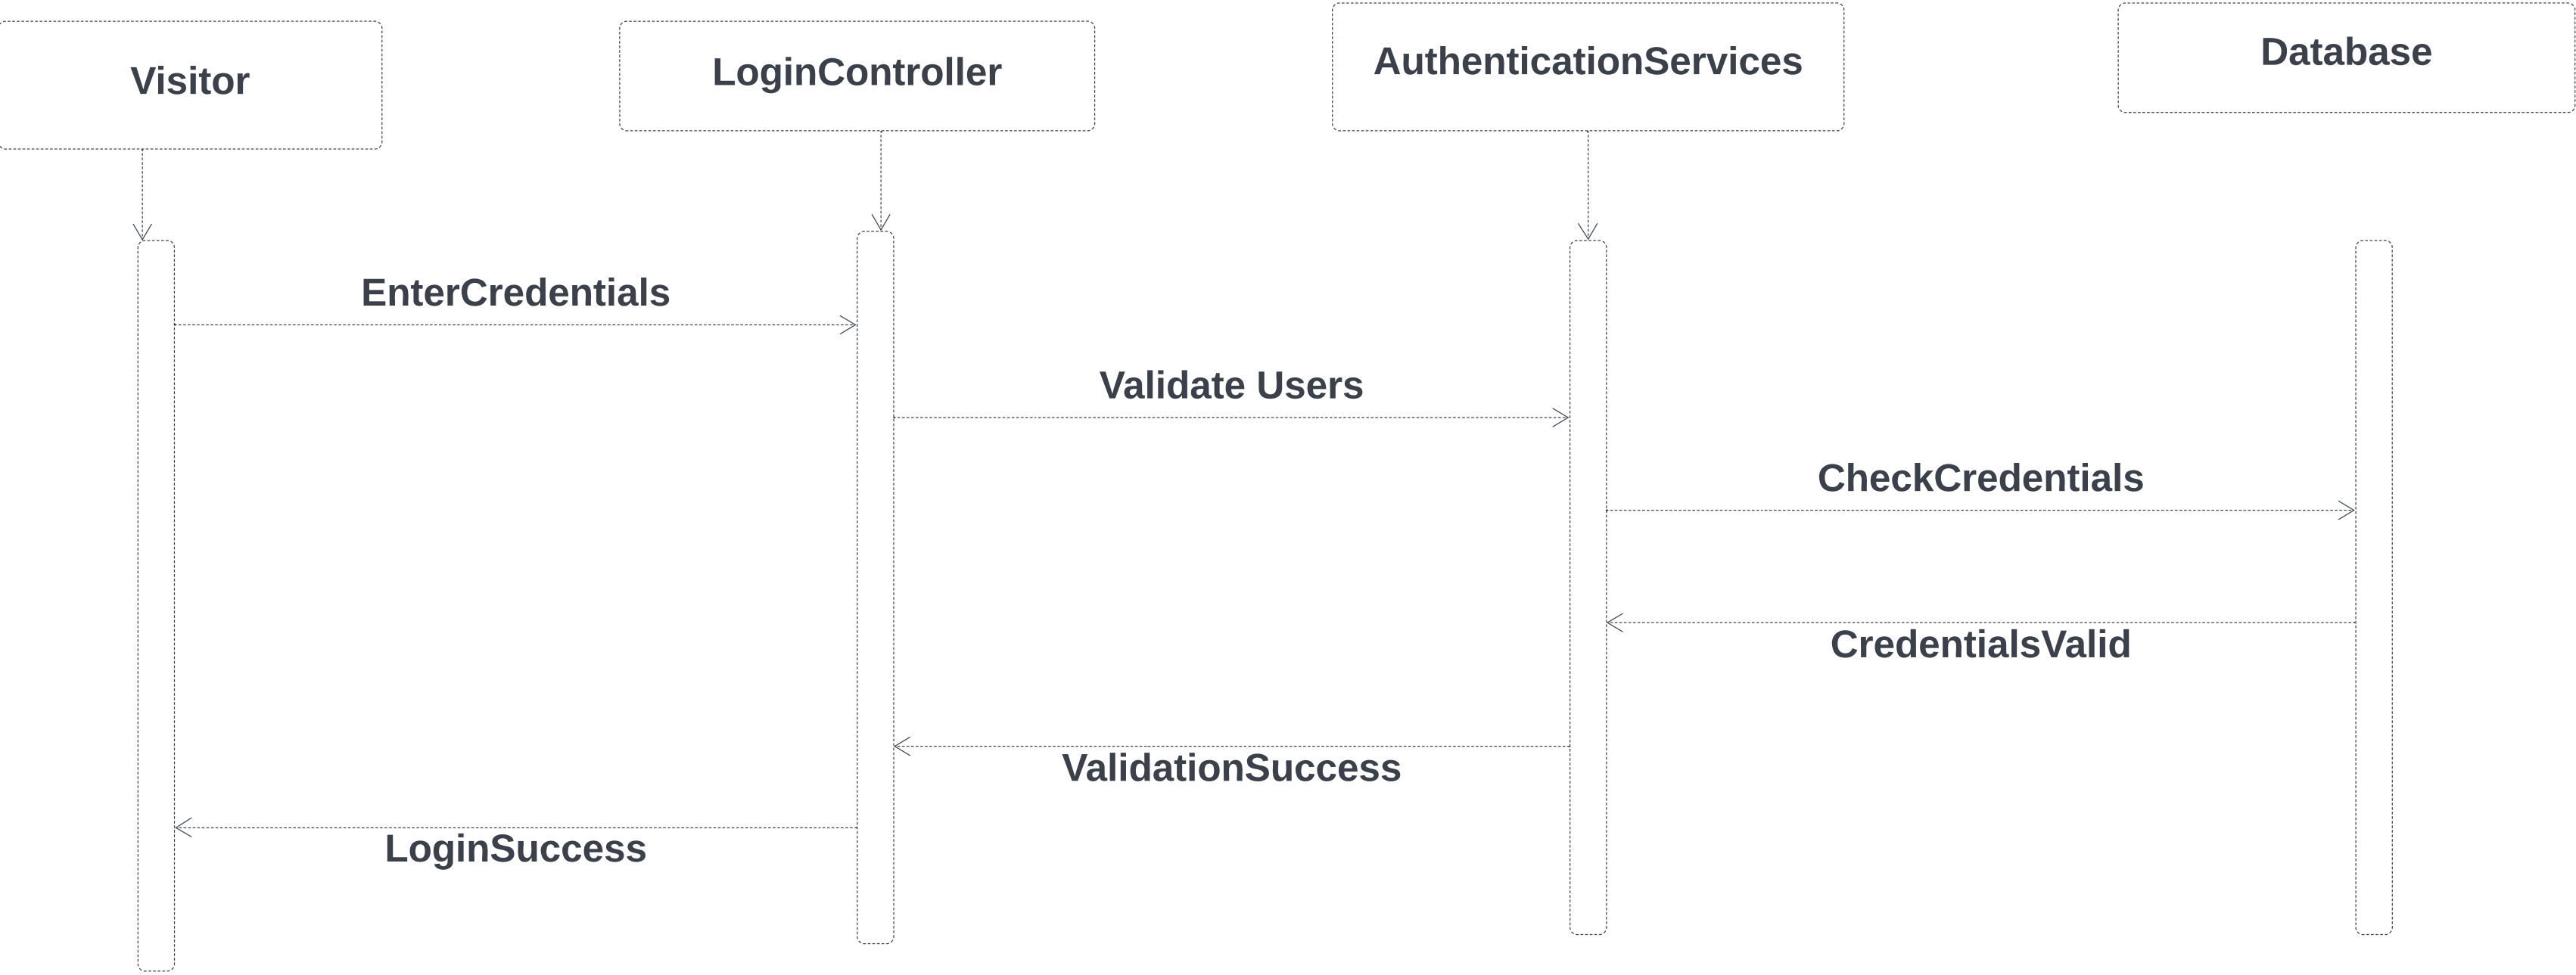 Visitor
LoginController
AuthenticationServices
Database
EnterCredentials
Validate Users
CheckCredentials
CredentialsValid
ValidationSuccess
LoginSuccess